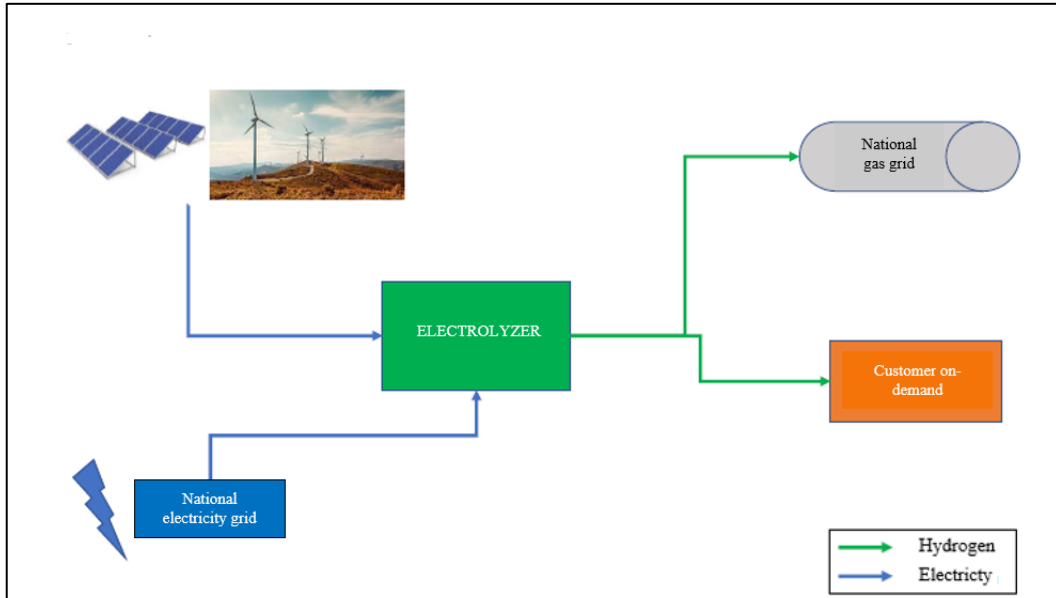 National
gas grid
ELECTROLYZER
Customer on-
demand
National
electricity grid
Hydrogen
Electricty